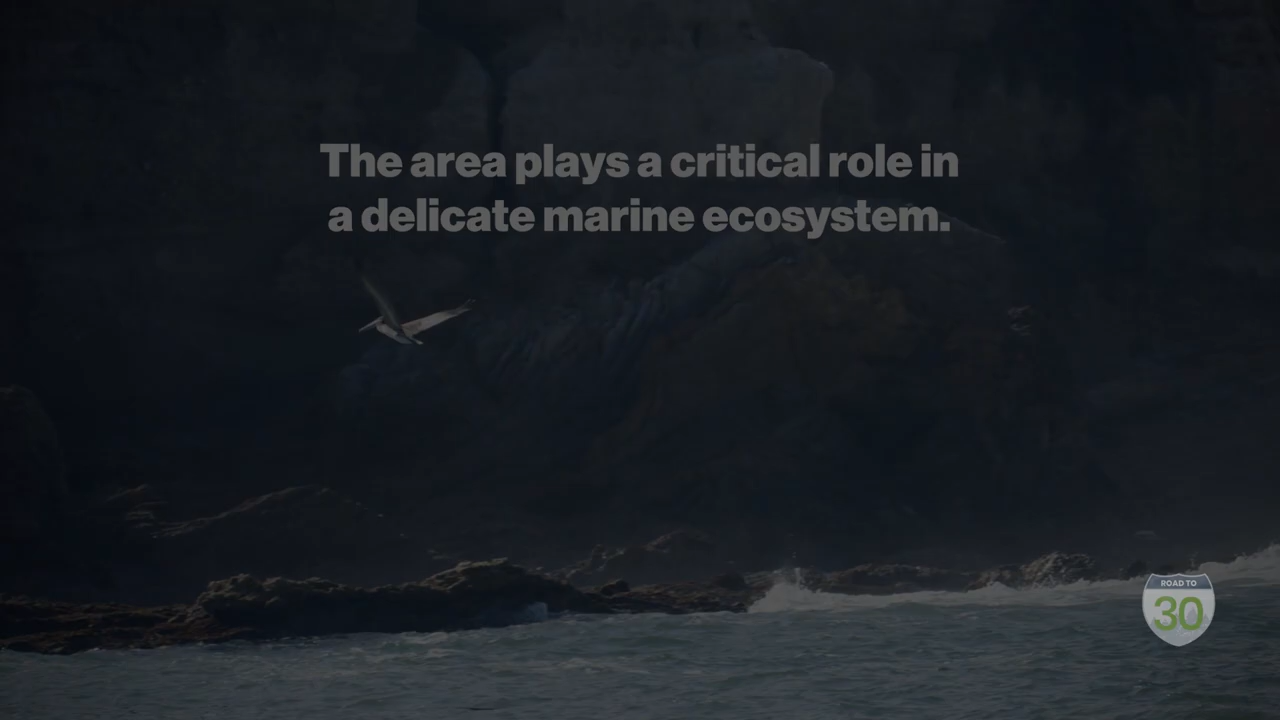 The area plays a critical role in
a delicate marine ecosystem.
ROAD TO
30